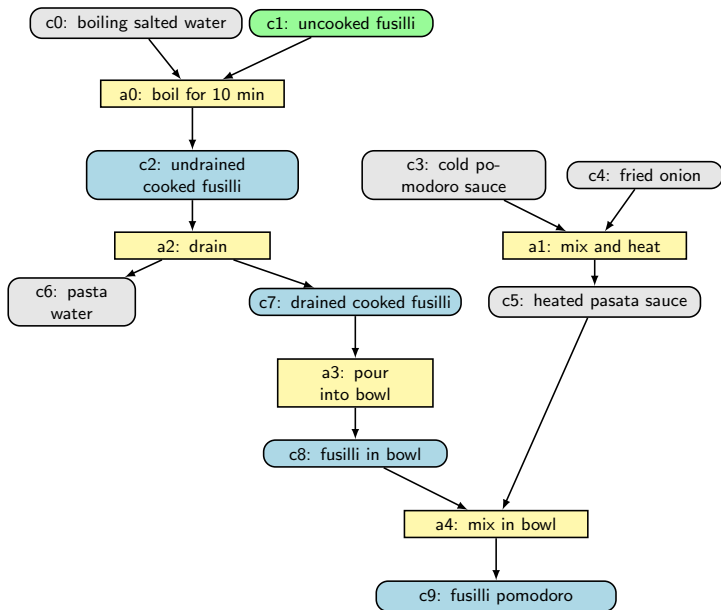 c0: boiling salted water
c1: uncooked fusilli
a0: boil for 10 min
c2: undrained
cooked fusilli
c3: cold po-
modoro sauce
c4: fried onion
a2: drain
a1: mix and heat
c6: pasta
water
c7: drained cooked fusilli
c5: heated pasata sauce
a3: pour
into bowl
c8: fusilli in bowl
a4: mix in bowl
c9: fusilli pomodoro